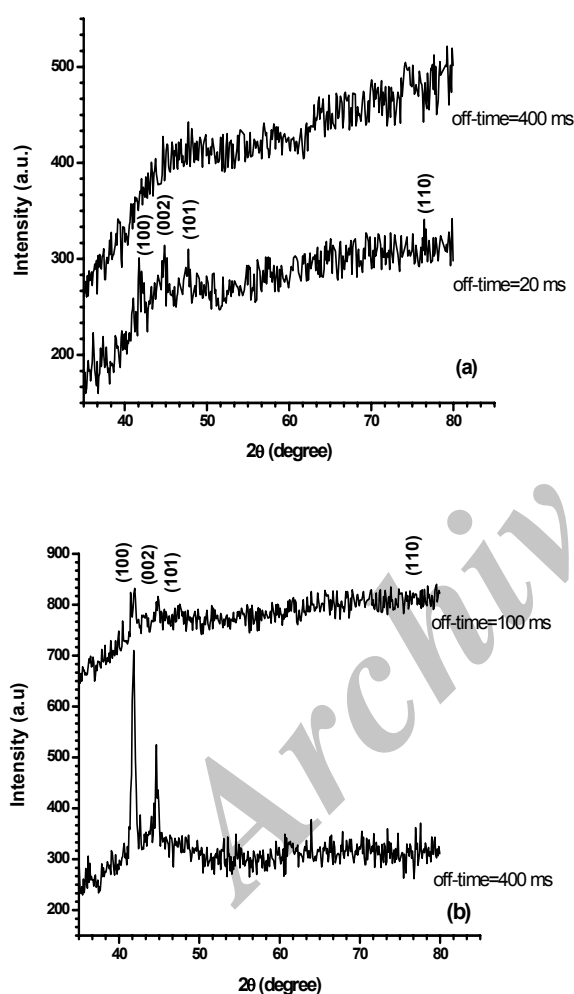 500
400
300
200
Intensity (a.u.)
off-time=400 ms
(100)
(002)
(101)
(110)
off-time=20 ms
(a)
40 50 60 70 80
2θ (degree)
900
800
700
600
500
400
300
200
Intensity (a.u)
(100)
(002)
(101)
(110)
off-time=100 ms
off-time=400 ms
(b)
40 50 60 70 80
2θ (degree)
Archiv